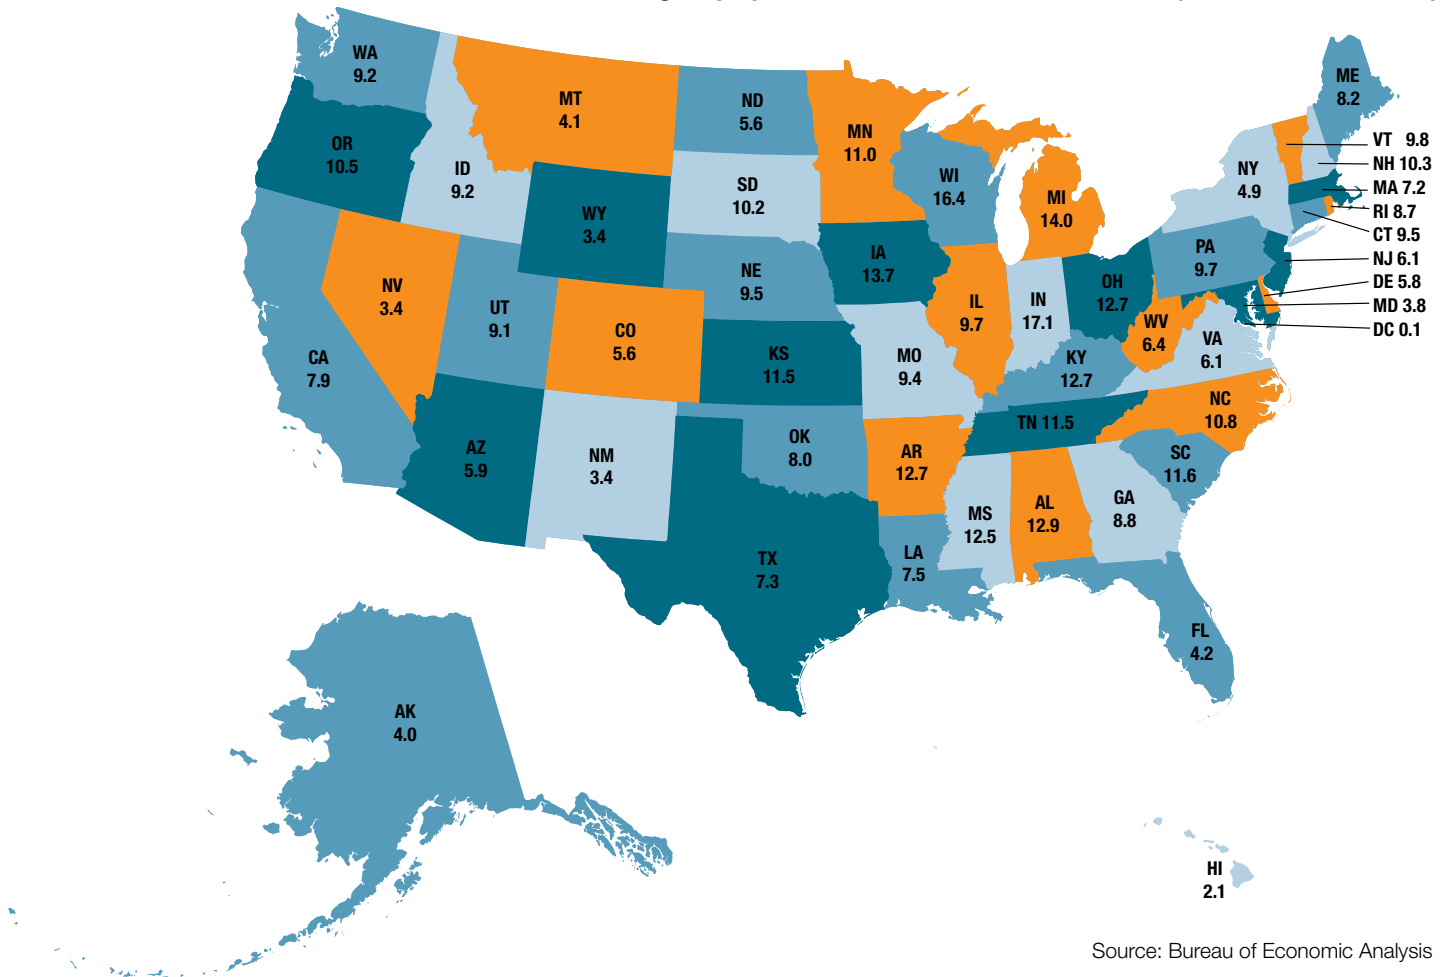 WA
9.2
MT
4.1
ND
5.6
MN
11.0
ME
8.2
VT 9.8
NH 10.3
MA 7.2
RI 8.7
CT 9.5
NJ 6.1
DE 5.8
MD 3.8
DC 0.1
OR
10.5
ID
9.2
SD
10.2
WI
16.4
NY
4.9
MI
14.0
WY
3.4
IA
13.7
PA
9.7
NE
9.5
OH
12.7
NV
3.4
UT
9.1
IL
9.7
IN
17.1
WV
6.4
CO
5.6
VA
6.1
CA
7.9
KS
11.5
MO
9.4
KY
12.7
NC
10.8
TN 11.5
AZ
5.9
NM
3.4
OK
8.0
AR
12.7
SC
11.6
MS
12.5
AL
12.9
GA
8.8
TX
7.3
LA
7.5
FL
4.2
AK
4.0
HI
2.1
Source: Bureau of Economic Analysis